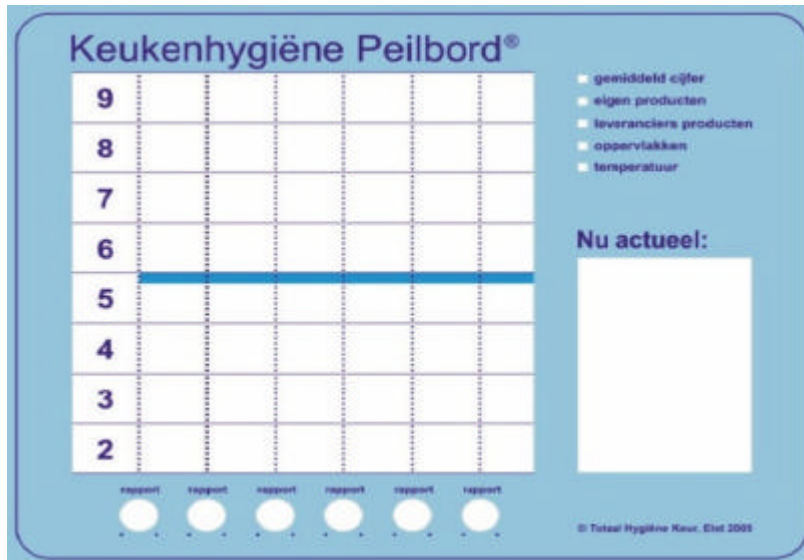 Keukenhygiëne Peilbord®
9
8
7
6
5
4
3
2
rapport rapport rapport rapport rapport rapport
gemiddeld cijfer
eigen producten
leveranciers producten
oppervlakken
temperatuur
Nu actueel:
© Totaal Hygiëne Keur, Elst 2005